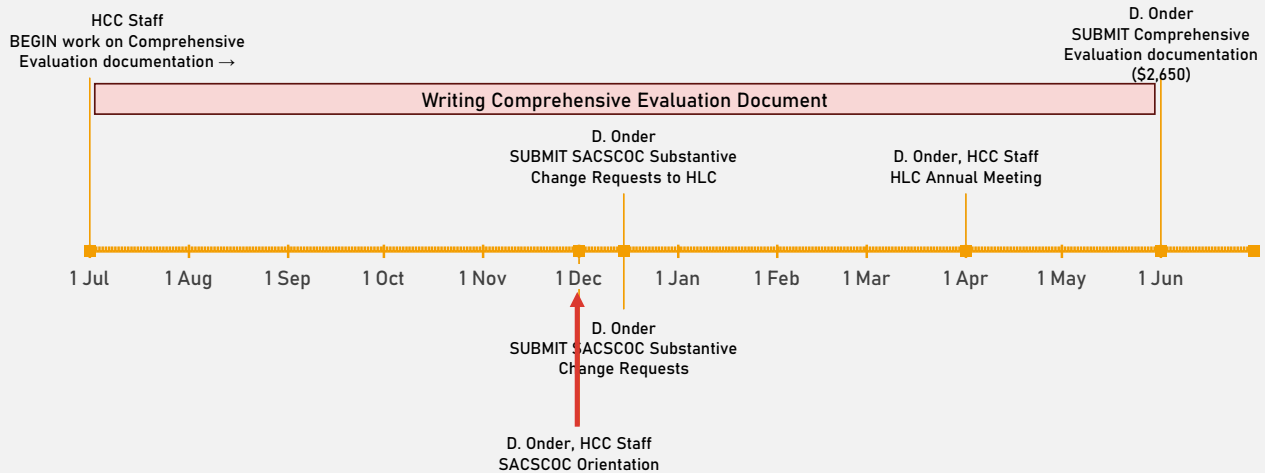 HCC Staff
BEGIN work on Comprehensive
Evaluation documentation →
D. Onder
SUBMIT Comprehensive
Evaluation documentation
($2,650)
Writing Comprehensive Evaluation Document
D. Onder
SUBMIT SACSCOC Substantive
Change Requests to HLC
D. Onder, HCC Staff
HLC Annual Meeting
1 Jul 1 Aug 1 Sep 1 Oct 1 Nov 1 Dec 1 Jan 1 Feb 1 Mar 1 Apr 1 May 1 Jun
D. Onder
SUBMIT SACSCOC Substantive
Change Requests
D. Onder, HCC Staff
SACSCOC Orientation